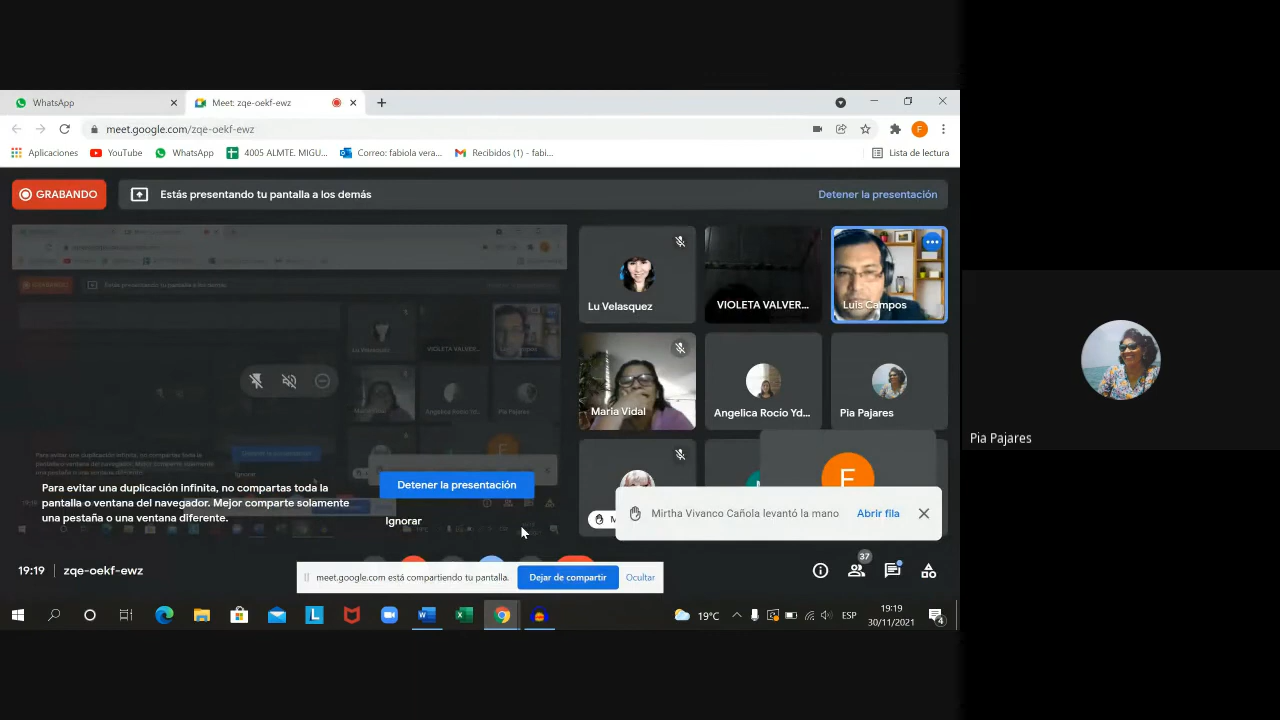 WhatsApp
Meet: zqe-oekf-ewz
meet.google.com/zqe-oekf-ewz
Aplicaciones
YouTube
WhatsApp
4005 ALMTE. MIGU...
Correo: fabiola vera...
Recibidos (1) - fabi...
Lista de lectura
GRABANDO
Estás presentando tu pantalla a los demás
Detener la presentación
Lu Velasquez
VIOLETA VALVER...
Luis Campos
Maria Vidal
Angelica Rocío Yd...
Pia Pajares
Pia Pajares
Para evitar una duplicación infinita, no compartas toda la
pantalla o ventana del navegador. Mejor comparte solamente
una pestaña o una ventana diferente.
Detener la presentación
Ignorar
Mirtha Vivanco Cañola levantó la mano
Abrir fila
19:19
zqe-oekf-ewz
meet.google.com está compartiendo tu pantalla.
Dejar de compartir
Ocultar
37
19°C
ESP
19:19
30/11/2021
4